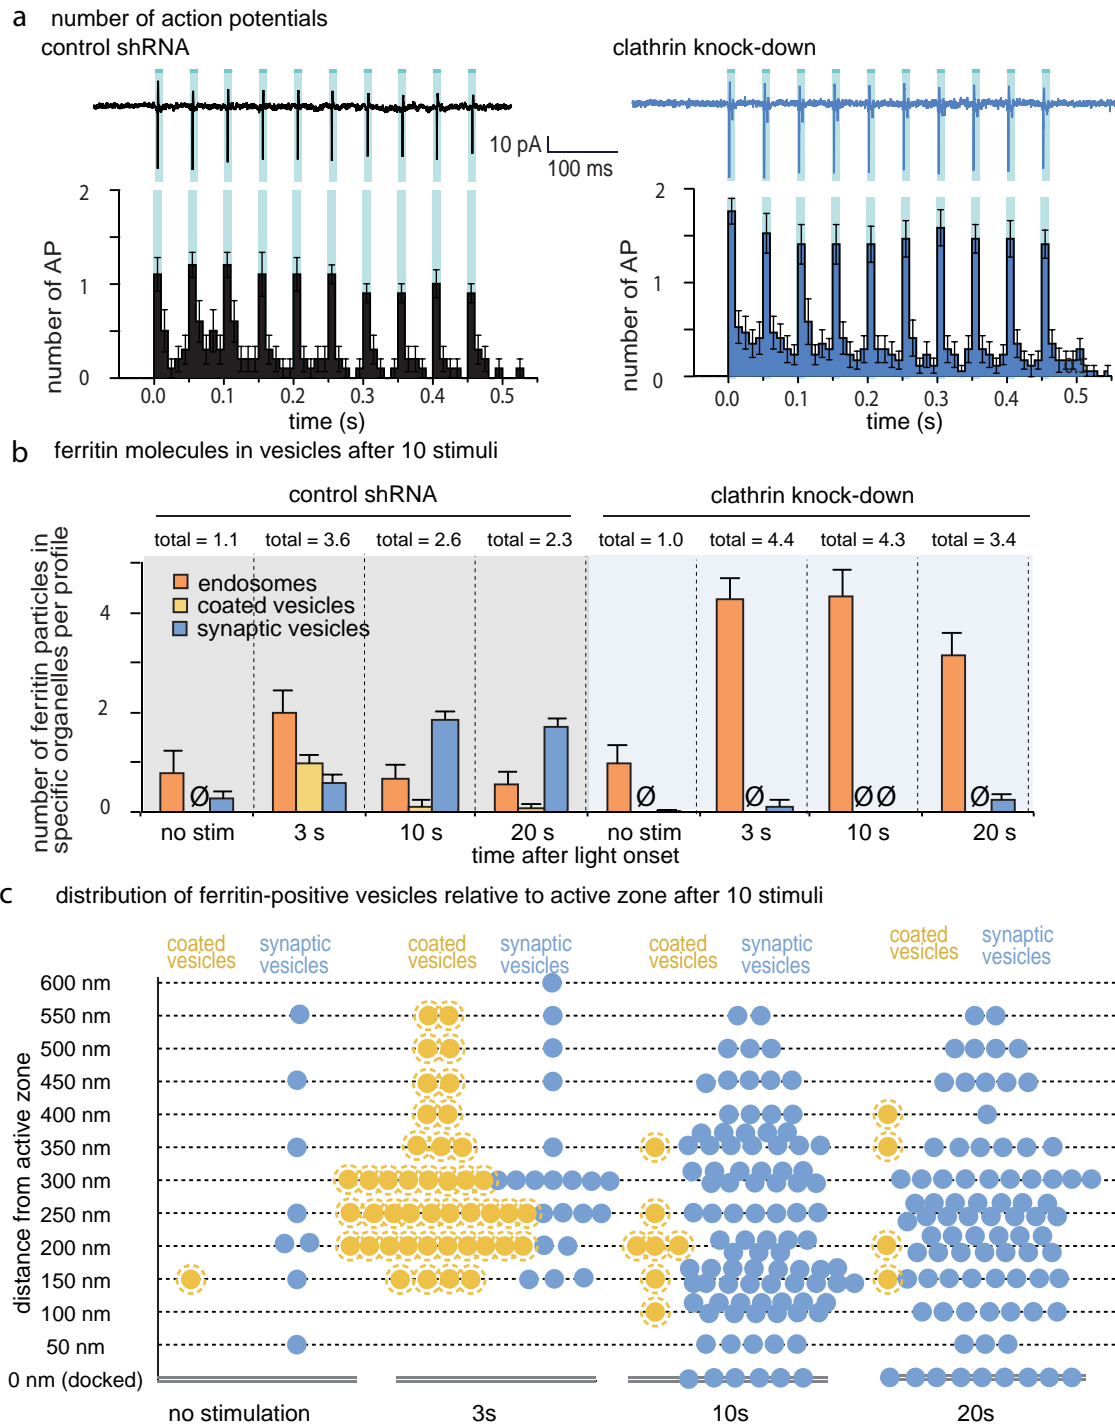 a number of action potentials
control shRNA
clathrin knock-down
10 pA
100 ms
2
1
0
number of AP
0.0 0.1 0.2 0.3 0.4 0.5
time (s)
2
1
0
number of AP
0.0 0.1 0.2 0.3 0.4 0.5
time (s)
b ferritin molecules in vesicles after 10 stimuli
control shRNA
clathrin knock-down
total = 1.1 total = 3.6 total = 2.6 total = 2.3 total = 1.0 total = 4.4 total = 4.3 total = 3.4
number of ferritin particles in
specific organelles per profile
4
2
0
endosomes
coated vesicles
synaptic vesicles
Ø Ø Ø Ø Ø Ø
no stim 3 s 10 s 20 s no stim 3 s 10 s 20 s
time after light onset
c distribution of ferritin-positive vesicles relative to active zone after 10 stimuli
coated
vesicles
synaptic
vesicles
coated
vesicles
synaptic
vesicles
coated
vesicles
synaptic
vesicles
coated
vesicles
synaptic
vesicles
distance from active zone
600 nm
550 nm
500 nm
450 nm
400 nm
350 nm
300 nm
250 nm
200 nm
150 nm
100 nm
50 nm
0 nm (docked)
no stimulation 3s 10s 20s